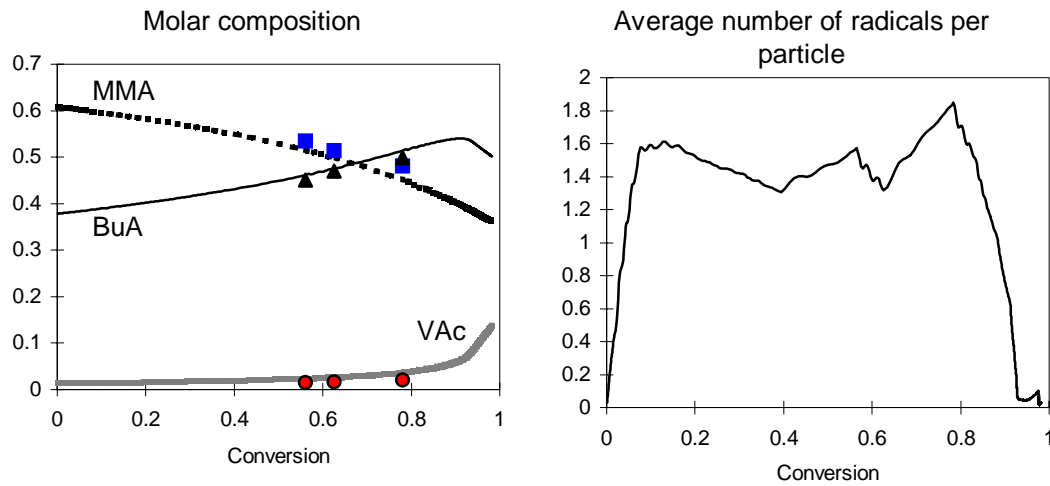 Molar composition
0.7
0.6
0.5
0.4
0.3
0.2
0.1
0
MMA
BuA
VAc
0 0.2 0.4 0.6 0.8 1
Conversion
Average number of radicals per
particle
2
1.8
1.6
1.4
1.2
1
0.8
0.6
0.4
0.2
0
0 0.2 0.4 0.6 0.8 1
Conversion